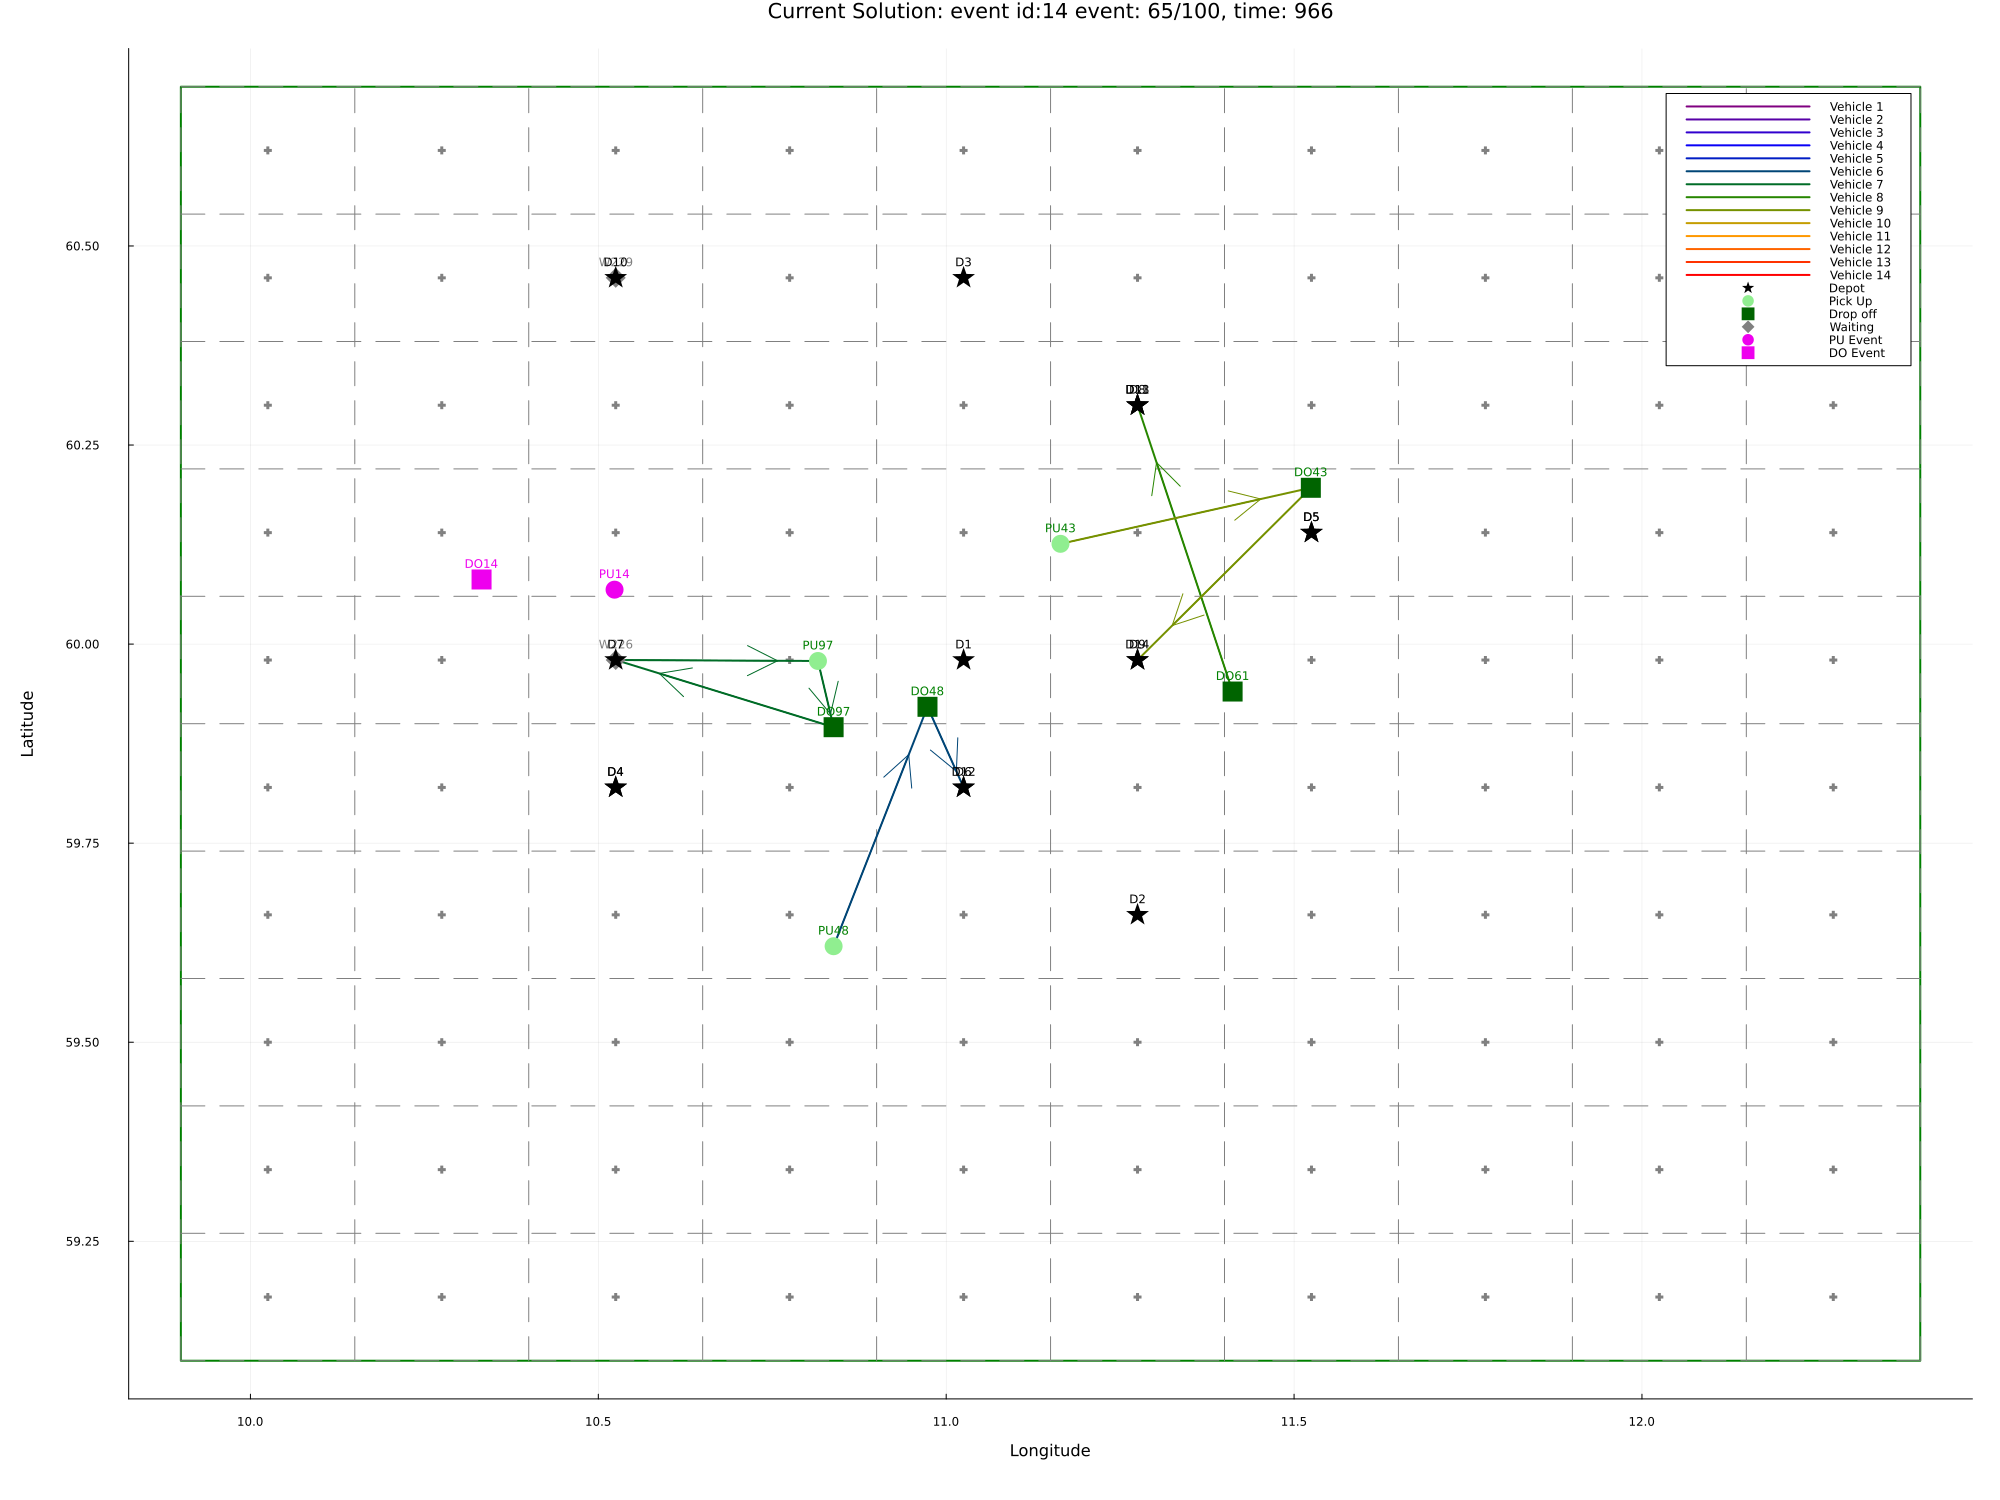 Current Solution: event id:14 event: 65/100, time: 966
Vehicle 1
Vehicle 2
Vehicle 3
Vehicle 4
Vehicle 5
Vehicle 6
Vehicle 7
Vehicle 8
Vehicle 9
Vehicle 10
Vehicle 11
Vehicle 12
Vehicle 13
Vehicle 14
Depot
Pick Up
Drop off
Waiting
PU Event
DO Event
60.50
60.25
60.00
59.75
59.50
59.25
Latitude
D10
D3
DO43
D5
PU43
DO14
PU14
D7
PU97
D1
DO61
DO48
DO97
D4
D2
PU48
10.0
10.5
11.0
11.5
12.0
Longitude